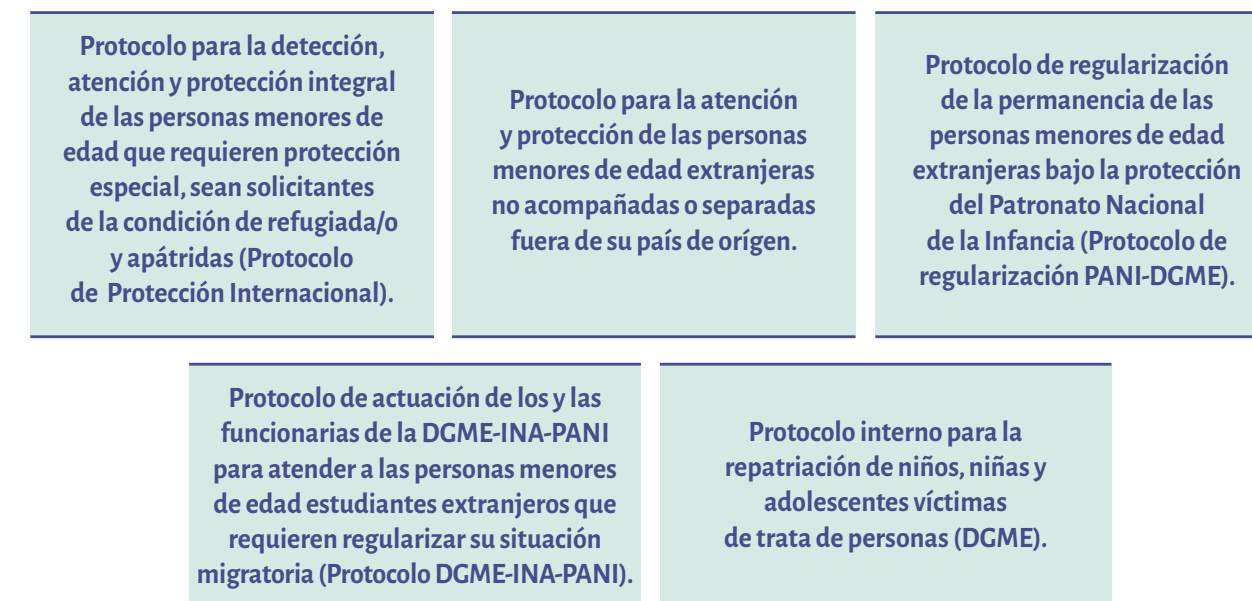 Protocolo para la detección,
atención y protección integral
de las personas menores de
edad que requieren protección
especial, sean solicitantes
de la condición de refugiada/o
y apátridas (Protocolo
de Protección Internacional).
Protocolo para la atención
y protección de las personas
menores de edad extranjeras
no acompañadas o separadas
fuera de su país de orígen.
Protocolo de regularización
de la permanencia de las
personas menores de edad
extranjeras bajo la protección
del Patronato Nacional
de la Infancia (Protocolo de
regularización PANI-DGME).
Protocolo de actuación de los y las
funcionarias de la DGME-INA-PANI
para atender a las personas menores
de edad estudiantes extranjeros que
requieren regularizar su situación
migratoria (Protocolo DGME-INA-PANI).
Protocolo interno para la
repatriación de niños, niñas y
adolescentes víctimas
de trata de personas (DGME).